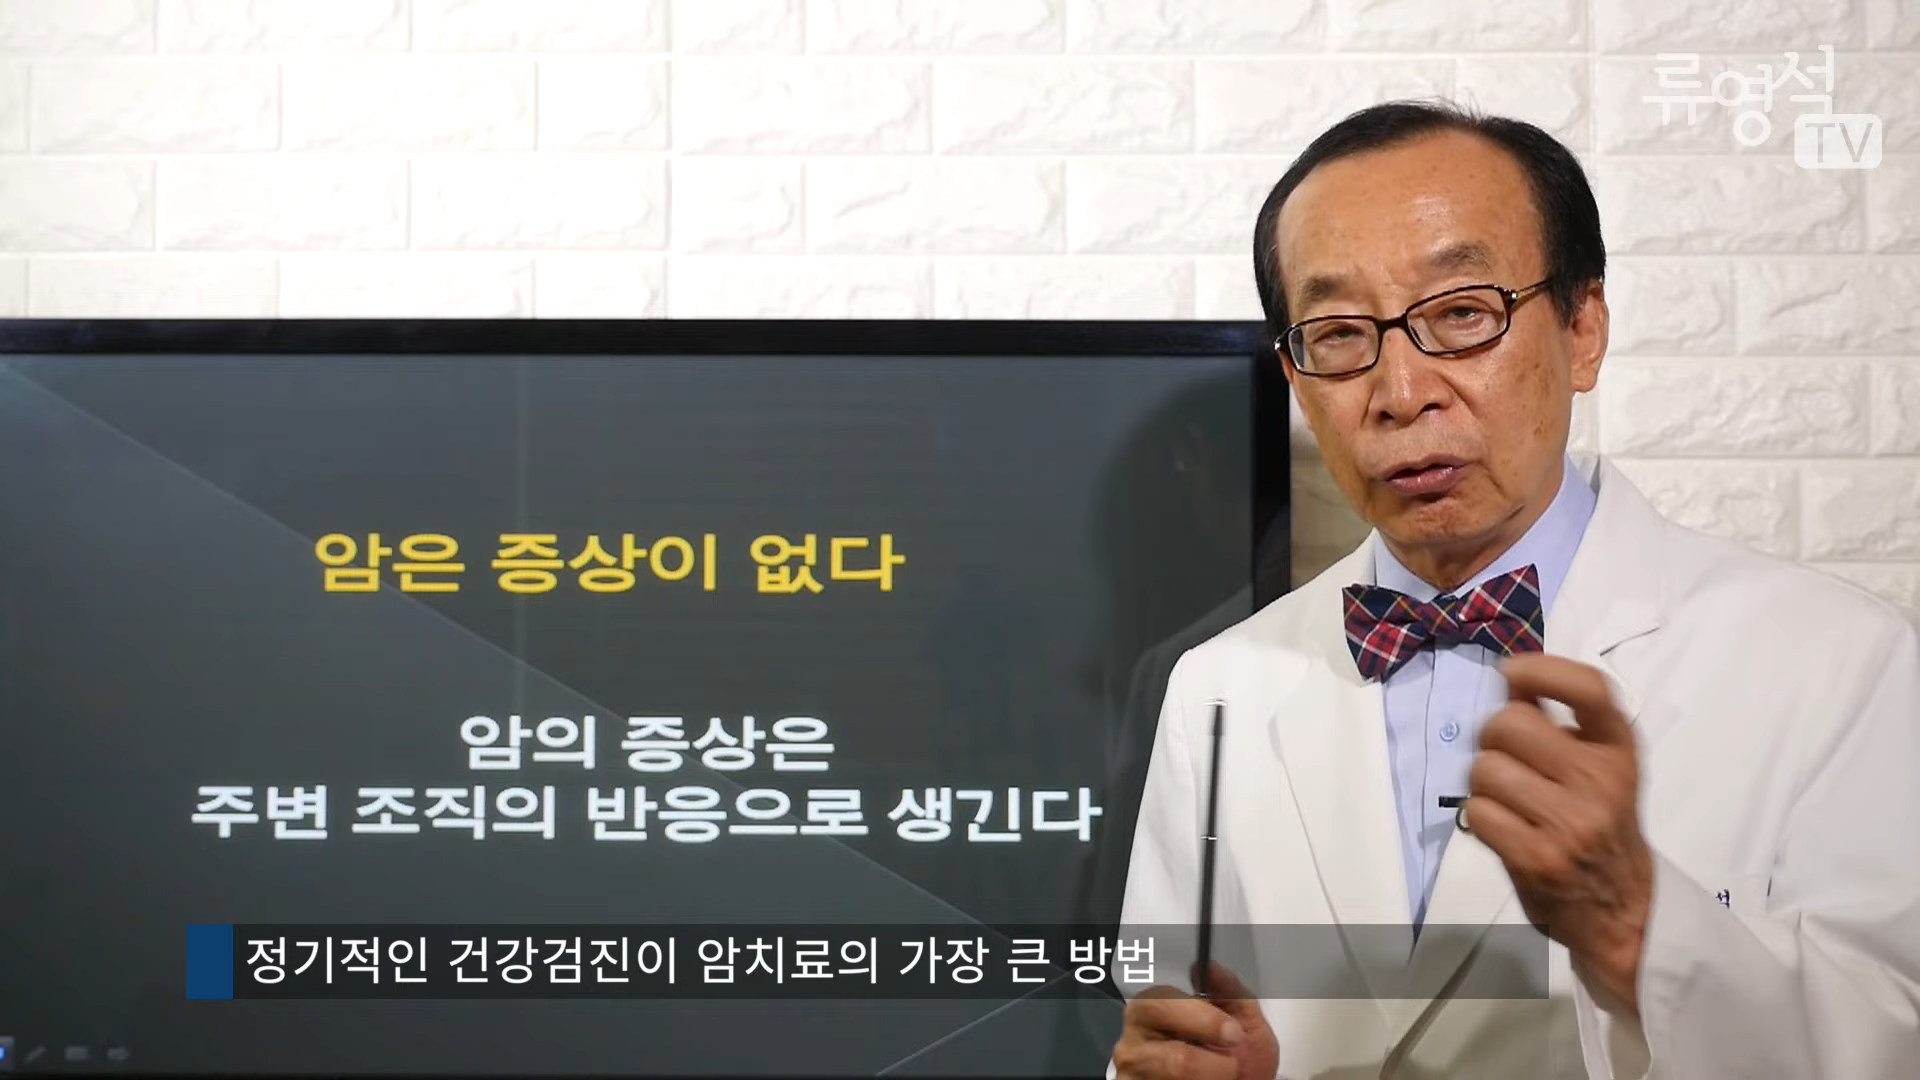 류영석
TV
암은 증상이 없다
암의 증상은
주변 조직의 반응으로 생긴다
정기적인 건강검진이 암치료의 가장 큰 방법
석